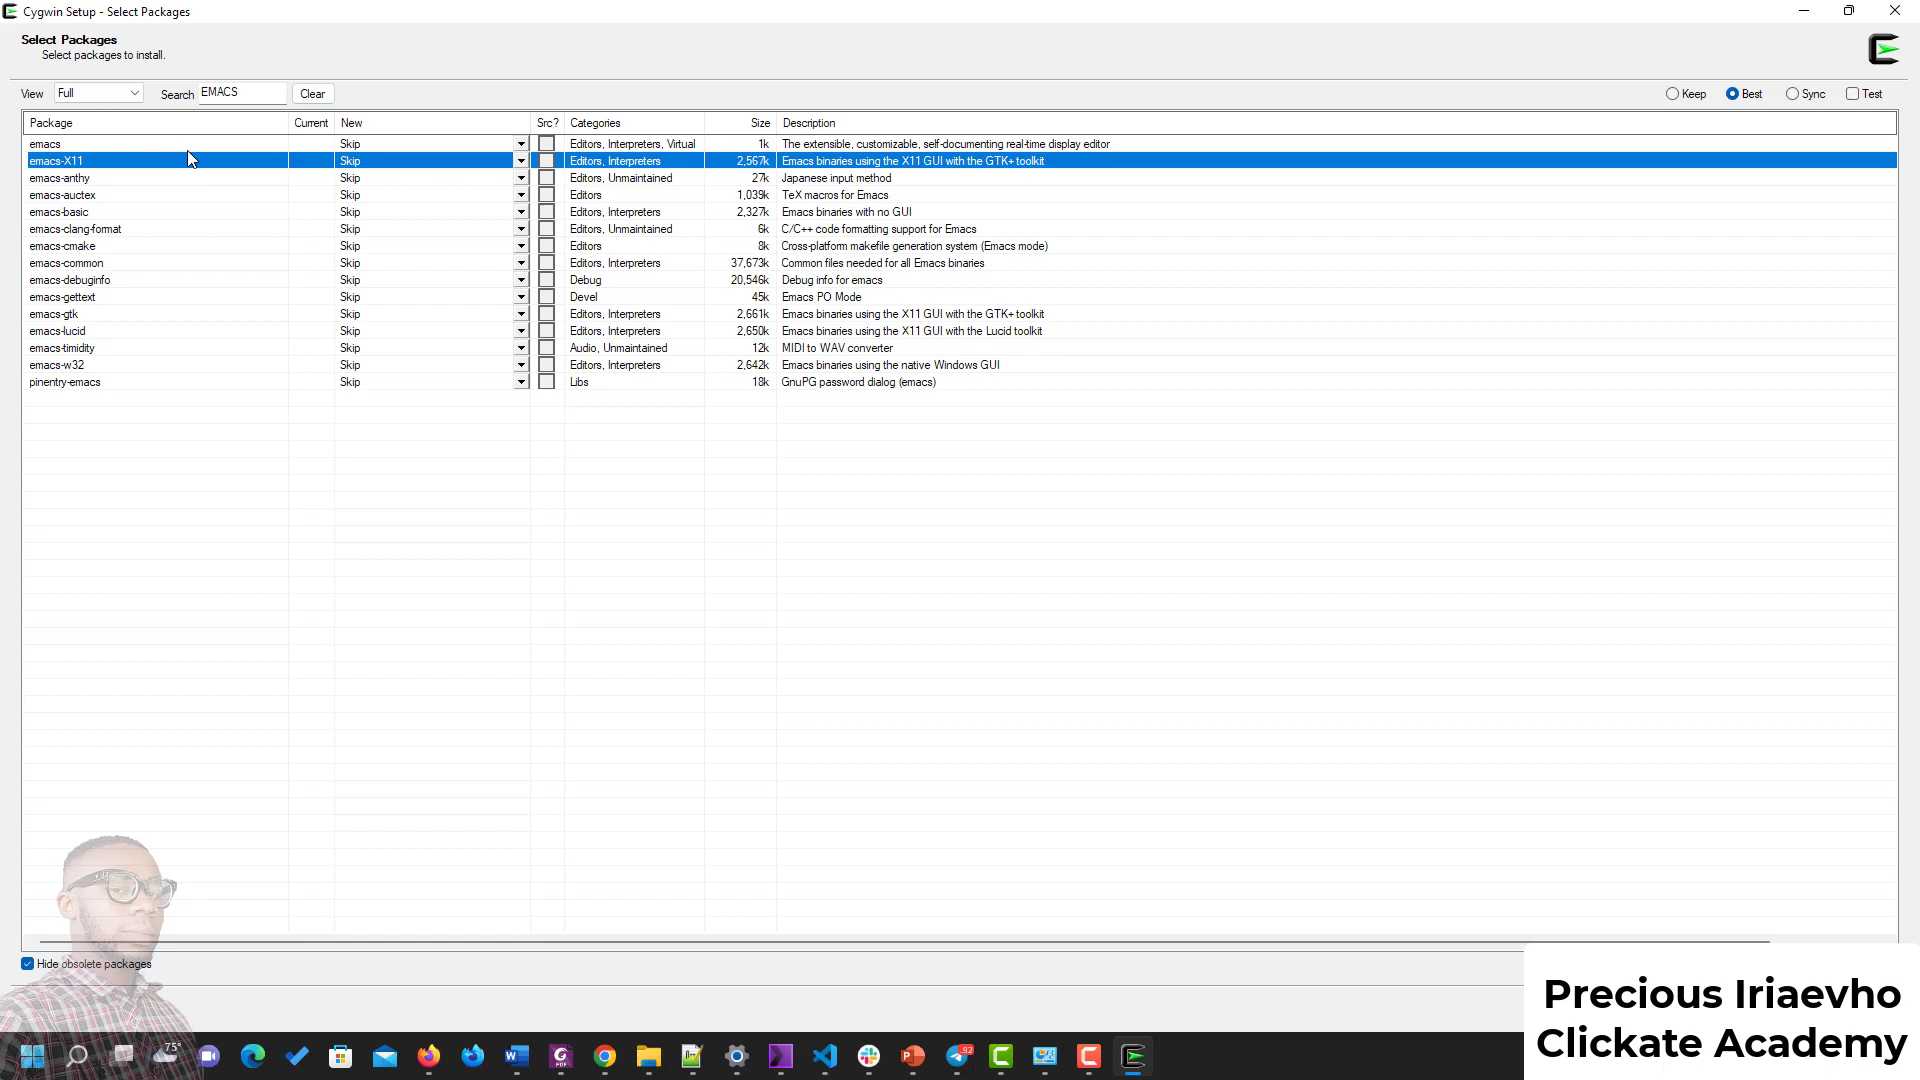 Cygwin Setup - Select Packages
Select Packages
Select packages to install.
View Full Search EMACS Clear Keep Best Sync Test
Package Current New Src? Categories Size Description
emacs Skip Editors, Interpreters, Virtual 1k The extensible, customizable, self-documenting real-time display editor
emacs-X11 Skip Editors, Interpreters 2,567k Emacs binaries using the X11 GUI with the GTK+ toolkit
emacs-anthy Skip Editors, Unmaintained 27k Japanese input method
emacs-auctex Skip Editors 1,039k TeX macros for Emacs
emacs-basic Skip Editors, Interpreters 2,327k Emacs binaries with no GUI
emacs-clang-format Skip Editors, Unmaintained 6k C/C++ code formatting support for Emacs
emacs-cmake Skip Editors 8k Cross-platform makefile generation system (Emacs mode)
emacs-common Skip Editors, Interpreters 37,673k Common files needed for all Emacs binaries
emacs-debuginfo Skip Debug 20,546k Debug info for emacs
emacs-gettext Skip Devel 45k Emacs PO Mode
emacs-gtk Skip Editors, Interpreters 2,661k Emacs binaries using the X11 GUI with the GTK+ toolkit
emacs-lucid Skip Editors, Interpreters 2,650k Emacs binaries using the X11 GUI with the Lucid toolkit
emacs-timidity Skip Audio, Unmaintained 12k MIDI to WAV converter
emacs-w32 Skip Editors, Interpreters 2,642k Emacs binaries using the native Windows GUI
pinentry-emacs Skip Libs 18k GnuPG password dialog (emacs)
Hide obsolete packages
Precious Iriaevho
Clickate Academy
75°
92